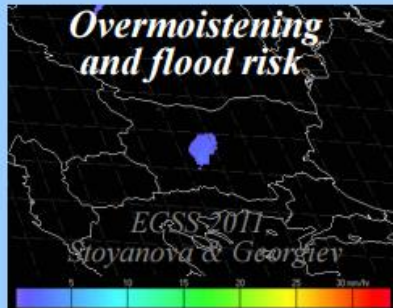 Overmoistening
and flood risk
EGSS 2011
Stoyanova & Georgiev
5 10 15 20 25 30 mm/h